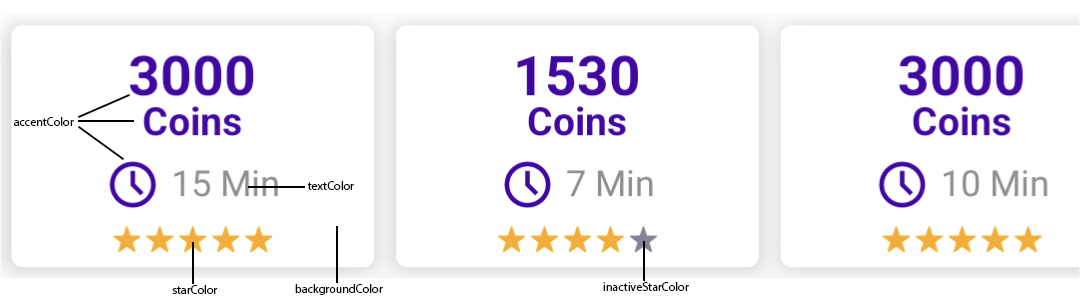 3000
Coins
15 Min
1530
Coins
7 Min
3000
Coins
10 Min
accentColor
textColor
starColor
backgroundColor
inactiveStarColor